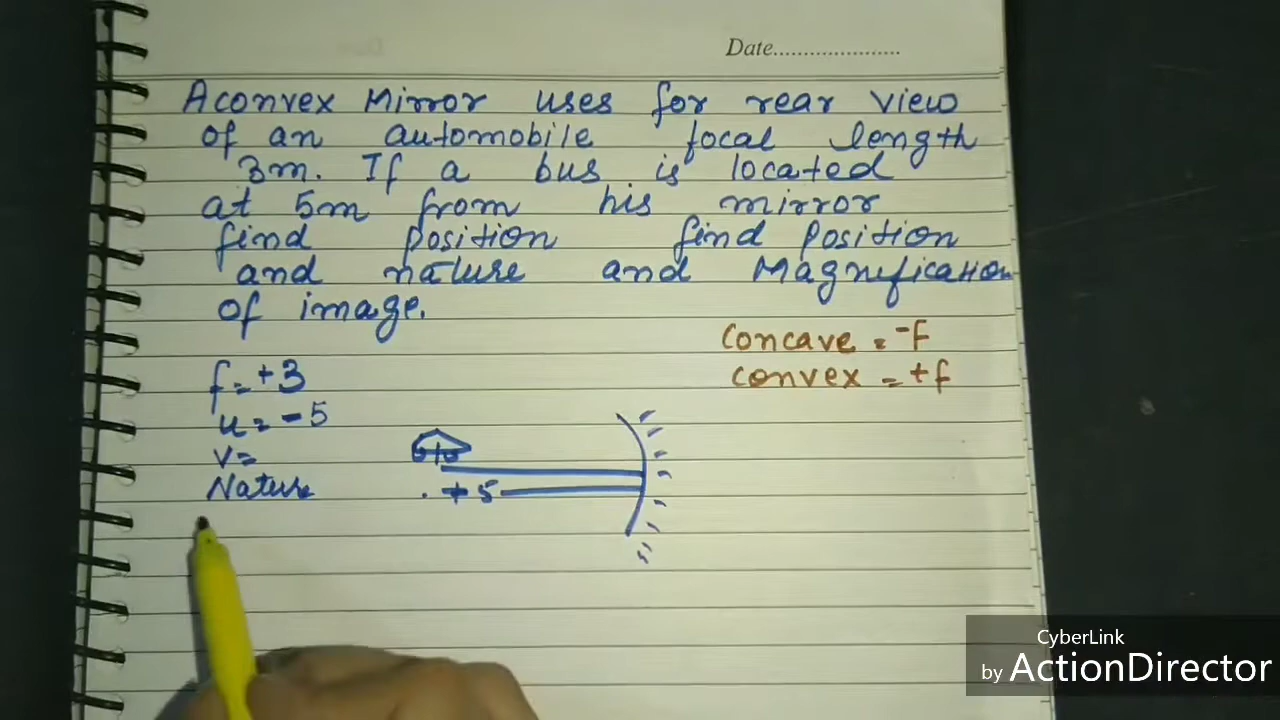 Date.....................
A convex Mirror uses for rear view
of an automobile focal length
3m. If a bus is located
at 5m from his mirror
find position find position
and nature and Magnification
of image.
Concave = -f
convex = +f
f = +3
u = -5
v =
Nature
+5
CyberLink
by ActionDirector